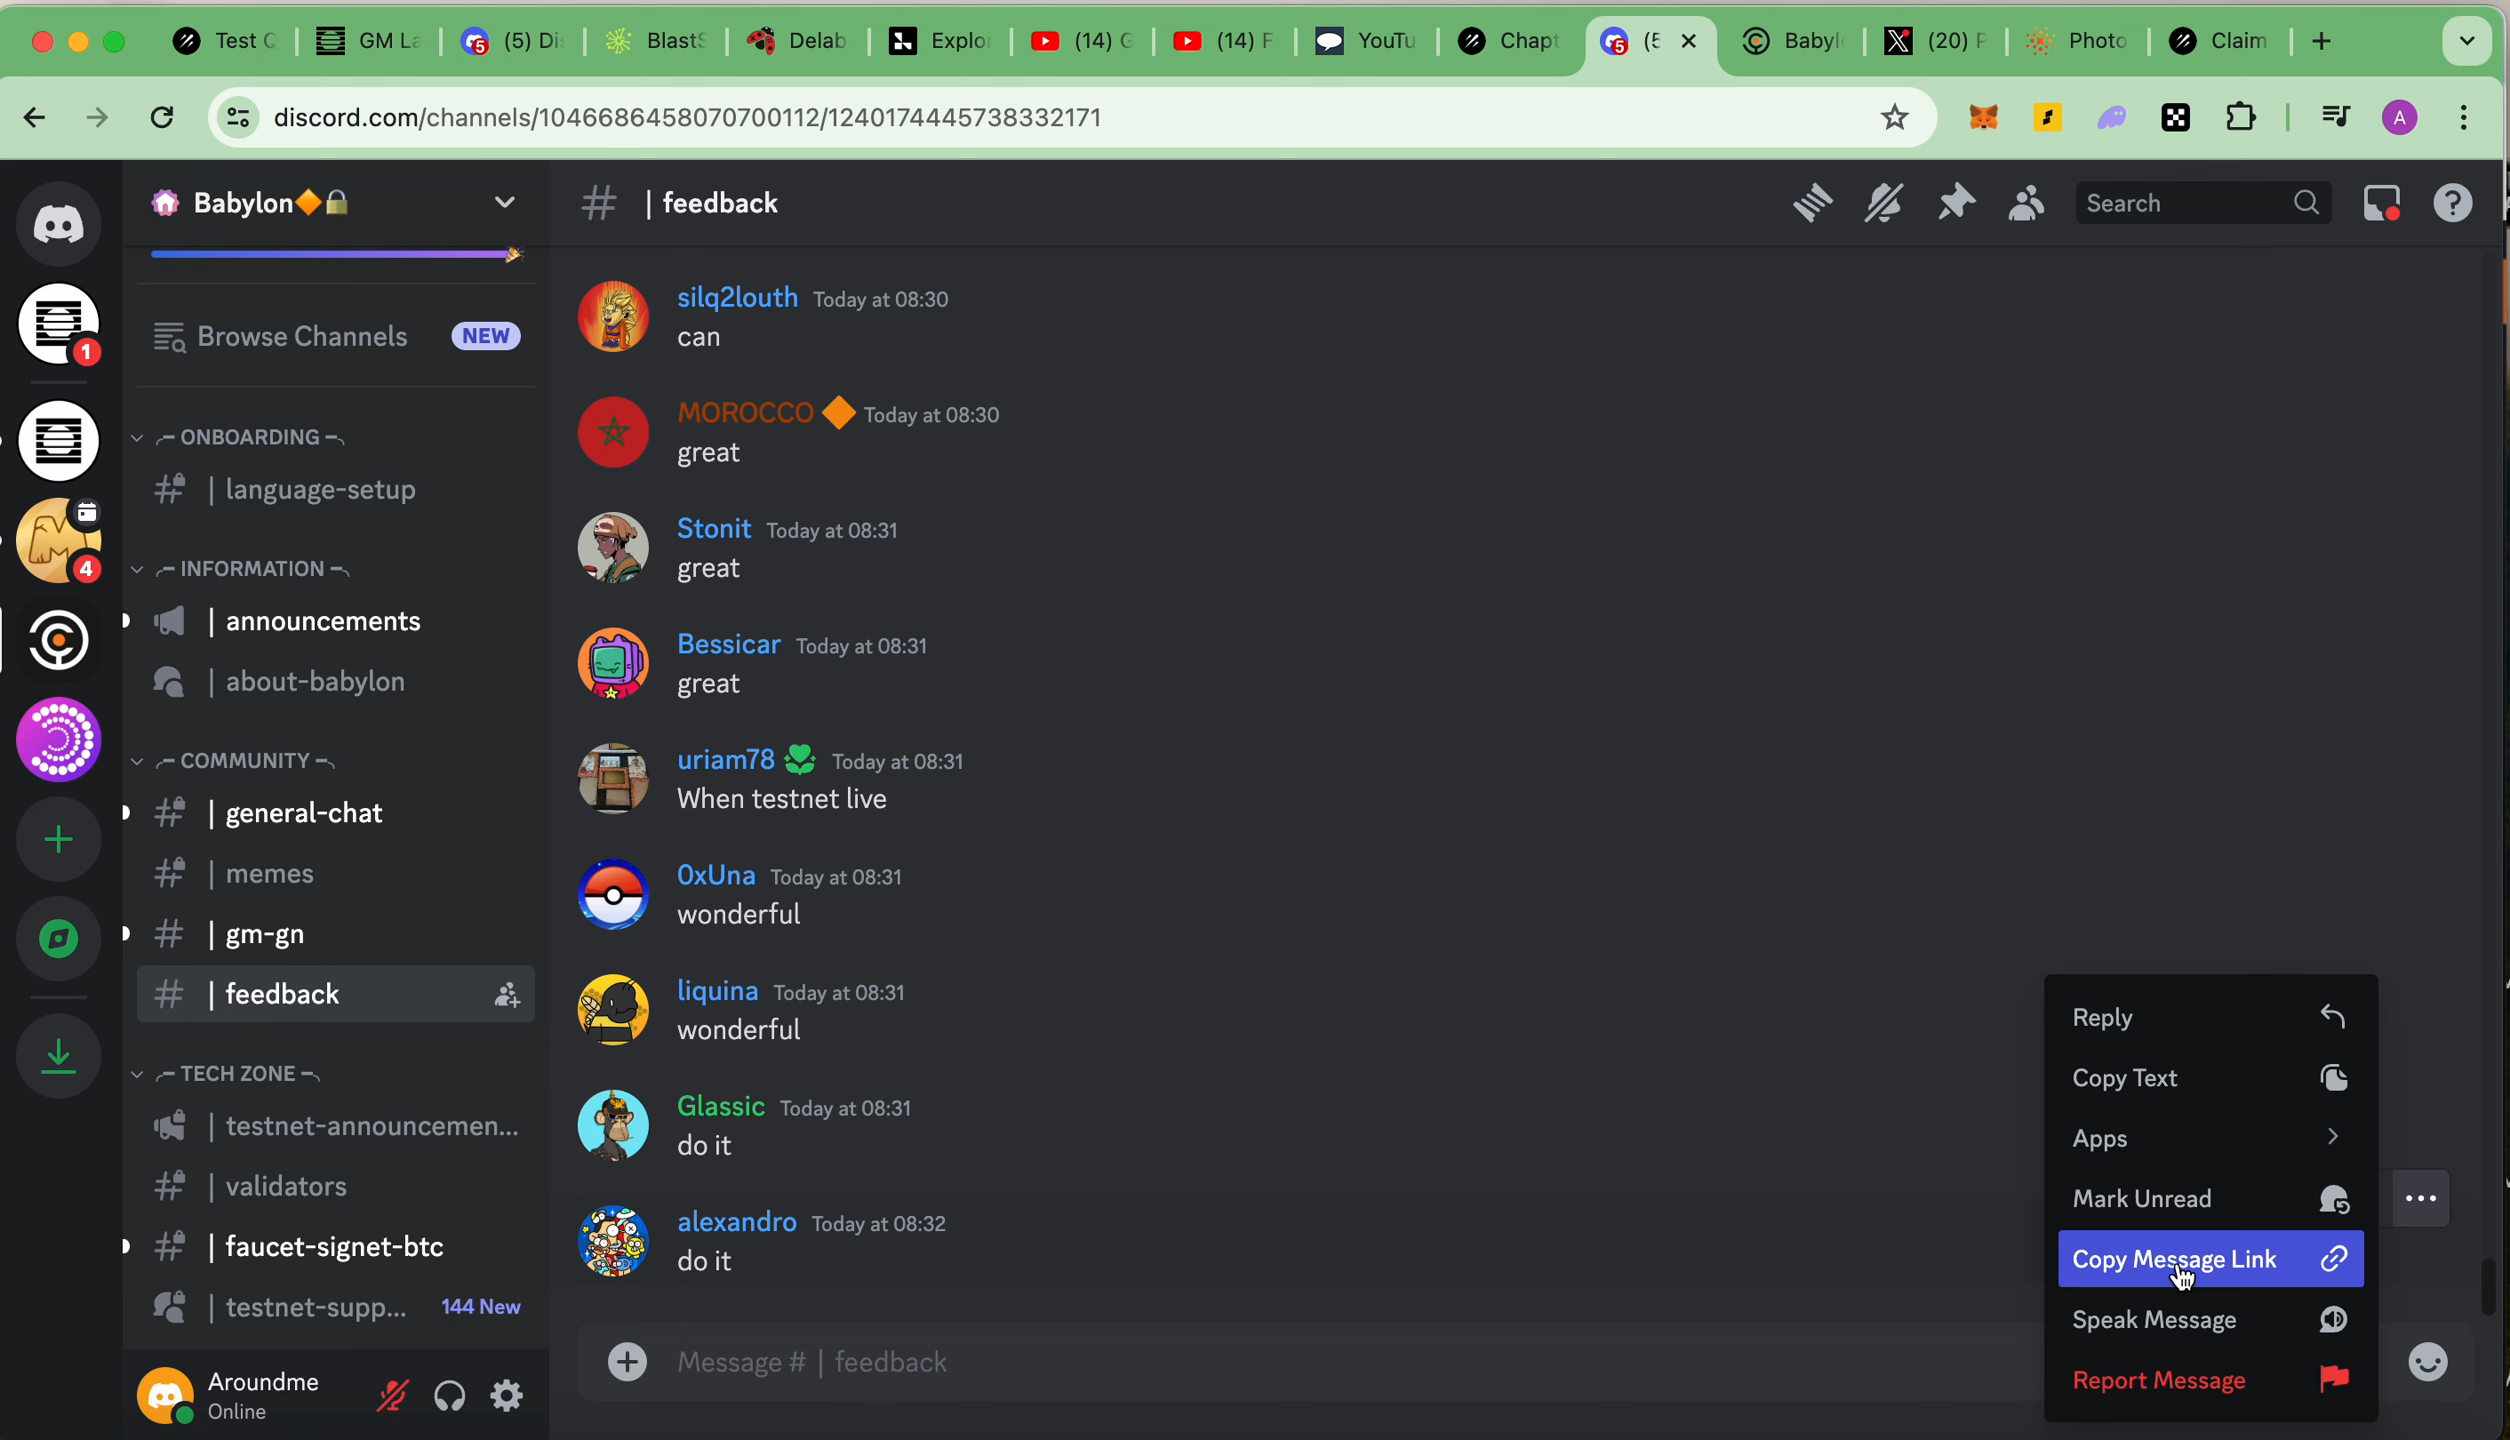 Test Q
GM La
(5) Di
BlastS
Delab
Explor
(14) G
(14) F
YouTu
Chapt
(5
Babyl
(20) F
Photo
Claim
discord.com/channels/1046686458070700112/1240174445738332171
A
Babylon
# | feedback
Search
Browse Channels NEW
ONBOARDING
| language-setup
INFORMATION
| announcements
| about-babylon
COMMUNITY
| general-chat
| memes
| gm-gn
| feedback
TECH ZONE
| testnet-announcemen...
| validators
| faucet-signet-btc
| testnet-supp... 144 New
1
4
Aroundme
Online
silq2louth Today at 08:30
can
MOROCCO Today at 08:30
great
Stonit Today at 08:31
great
Bessicar Today at 08:31
great
uriam78 Today at 08:31
When testnet live
0xUna Today at 08:31
wonderful
liquina Today at 08:31
wonderful
Glassic Today at 08:31
do it
alexandro Today at 08:32
do it
Message # | feedback
Reply
Copy Text
Apps
Mark Unread
Copy Message Link
Speak Message
Report Message